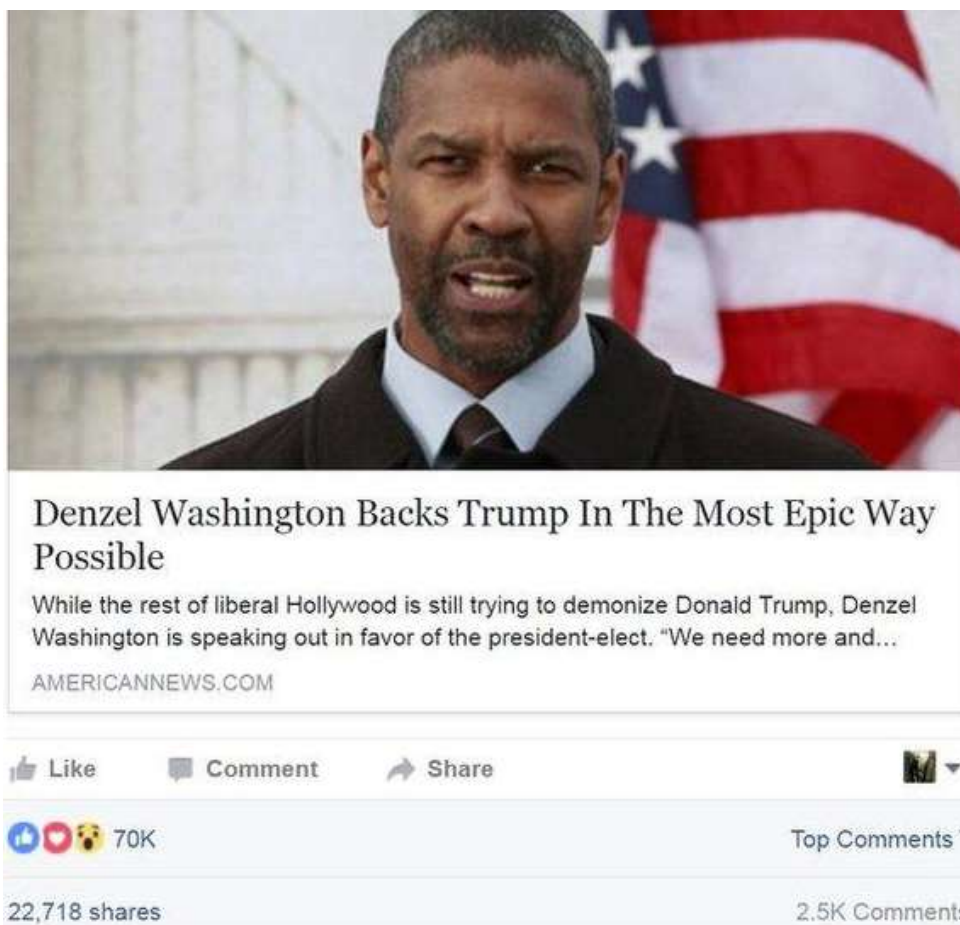 Denzel Washington Backs Trump In The Most Epic Way
Possible
While the rest of liberal Hollywood is still trying to demonize Donald Trump, Denzel
Washington is speaking out in favor of the president-elect. “We need more and...
AMERICANNEWS.COM
Like Comment Share
70K Top Comments
22,718 shares 2.5K Comments